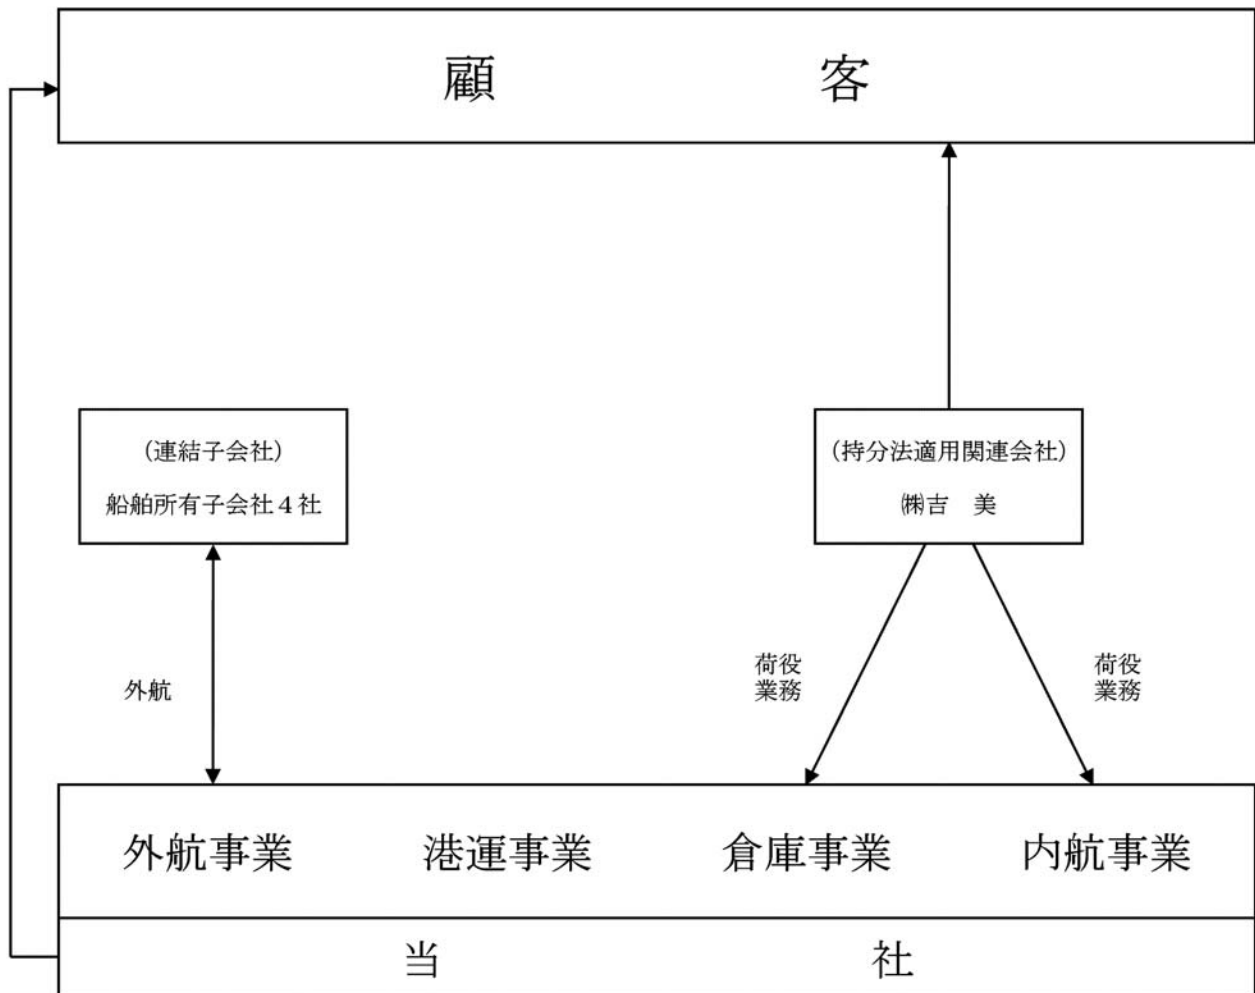 顧 客
（連結子会社）
船舶所有子会社４社
（持分法適用関連会社）
㈱吉 美
外航
荷役
業務
荷役
業務
外航事業 港運事業 倉庫事業 内航事業
当 社